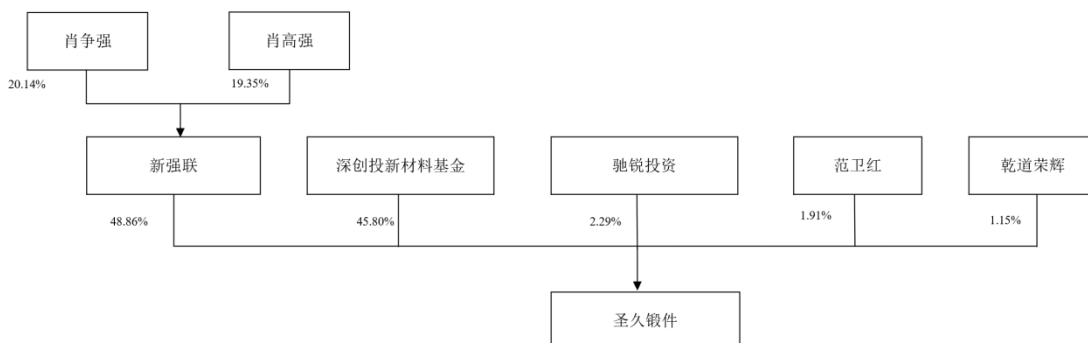 肖争强
肖高强
20.14%
19.35%
新强联
深创投新材料基金
驰锐投资
范卫红
乾道荣辉
48.86%
45.80%
2.29%
1.91%
1.15%
圣久锻件